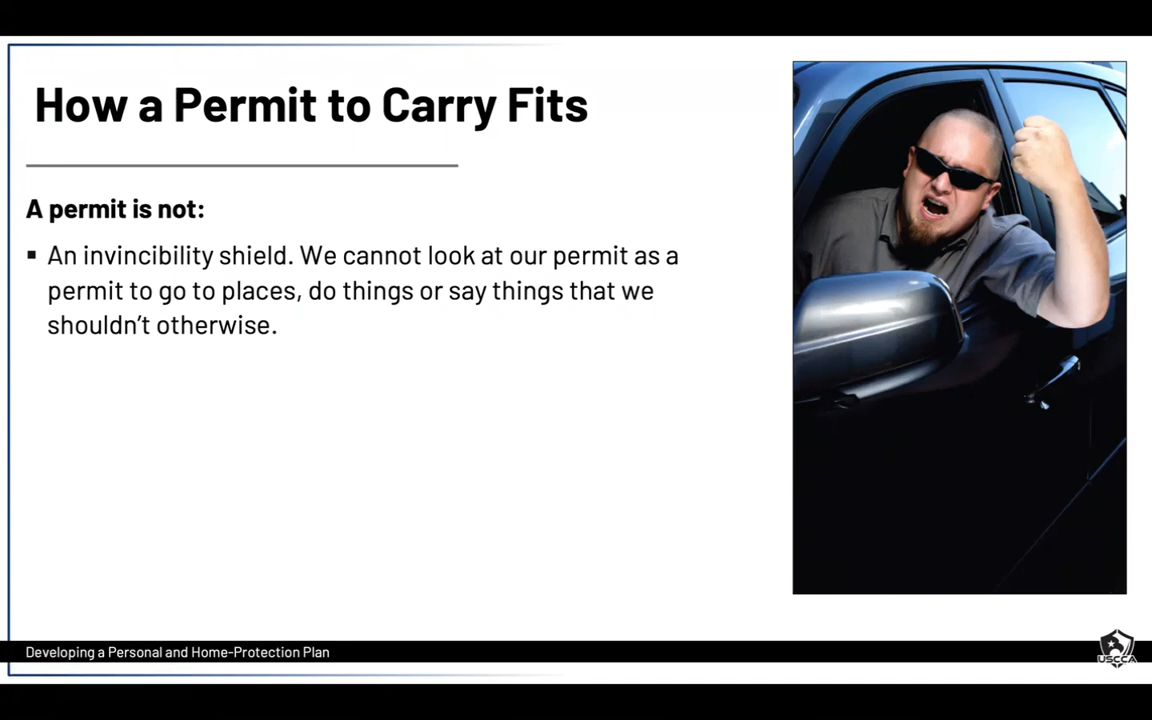 How a Permit to Carry Fits
A permit is not:
▪ An invincibility shield. We cannot look at our permit as a
permit to go to places, do things or say things that we
shouldn’t otherwise.
Developing a Personal and Home-Protection Plan
USCCA